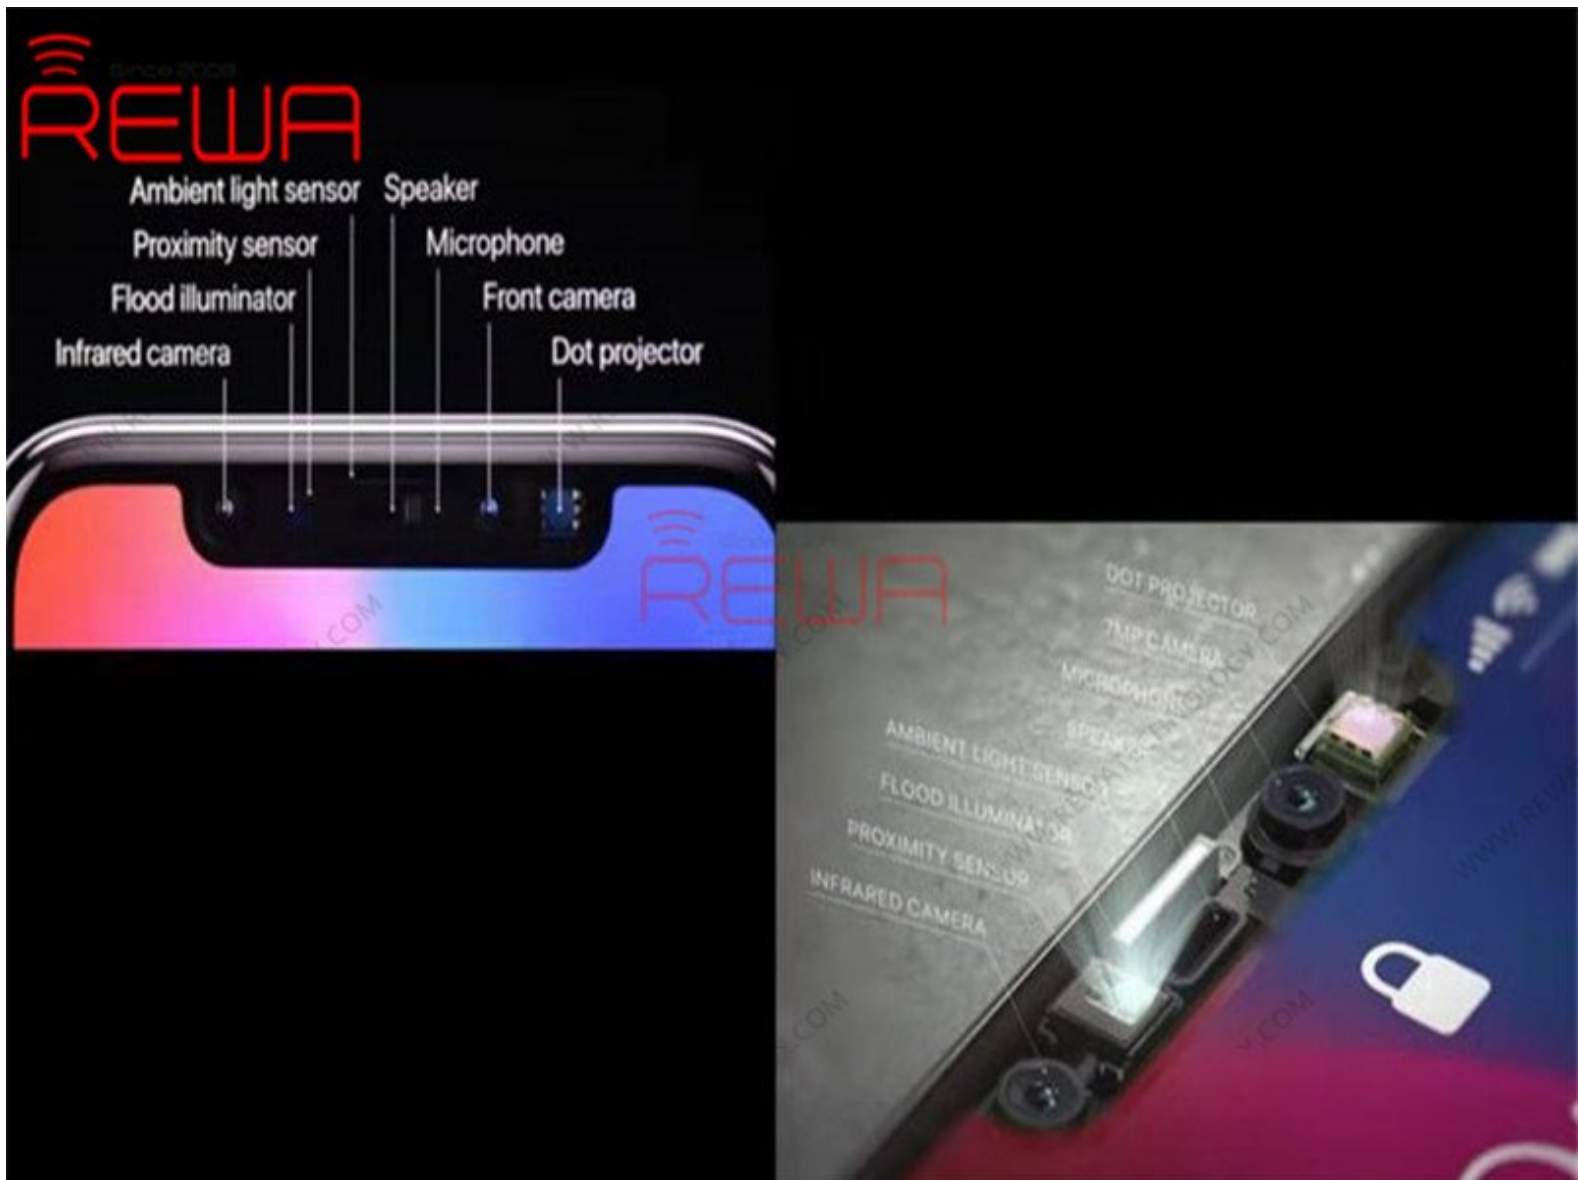 Since 2008
REWA
Ambient light sensor
Speaker
Proximity sensor
Microphone
Flood illuminator
Front camera
Infrared camera
Dot projector
REWA
DOT PROJECTOR
7MP CAMERA
MICROPHONE
SPEAKER
AMBIENT LIGHT SENSOR
FLOOD ILLUMINATOR
PROXIMITY SENSOR
INFRARED CAMERA